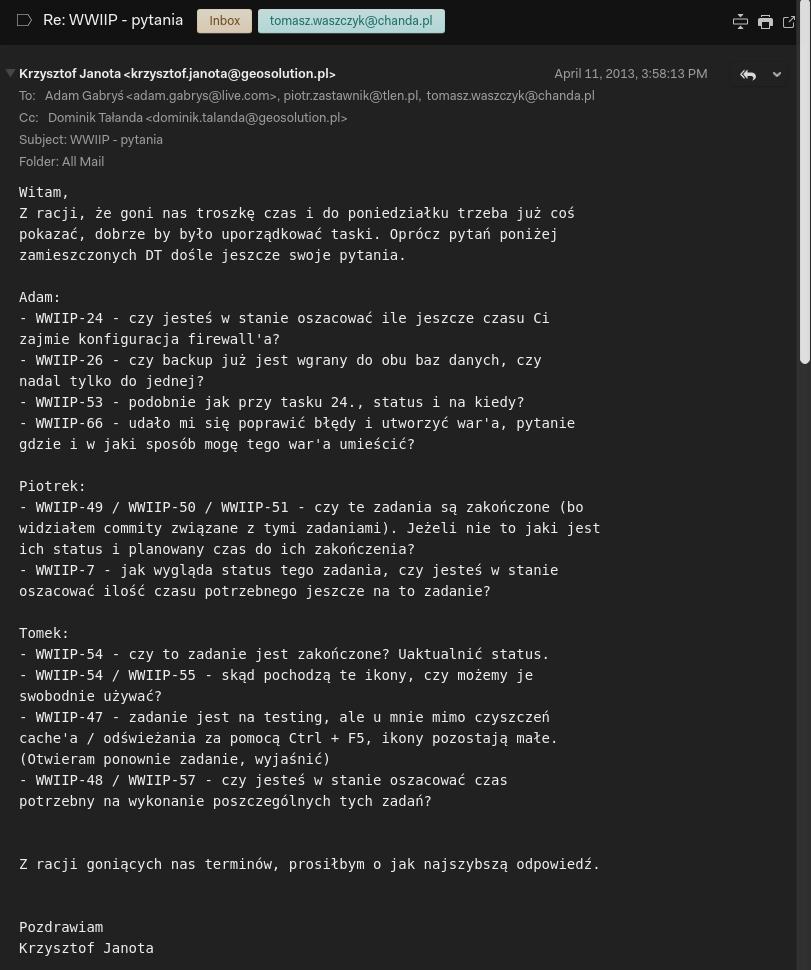 Re: WWIIP - pytania Inbox tomasz.waszczyk@chanda.pl
Krzysztof Janota <krzysztof.janota@geosolution.pl> April 11, 2013, 3:58:13 PM
To: Adam Gabryś <adam.gabrys@live.com>, piotr.zastawnik@tlen.pl, tomasz.waszczyk@chanda.pl
Cc: Dominik Tałanda <dominik.talanda@geosolution.pl>
Subject: WWIIP - pytania
Folder: All Mail
Witam,
Z racji, że goni nas troszkę czas i do poniedziałku trzeba już coś
pokazać, dobrze by było uporządkować taski. Oprócz pytań poniżej
zamieszczonych DT dośle jeszcze swoje pytania.
Adam:
- WWIIP-24 - czy jesteś w stanie oszacować ile jeszcze czasu Ci
zajmie konfiguracja firewall'a?
- WWIIP-26 - czy backup już jest wgrany do obu baz danych, czy
nadal tylko do jednej?
- WWIIP-53 - podobnie jak przy tasku 24., status i na kiedy?
- WWIIP-66 - udało mi się poprawić błędy i utworzyć war'a, pytanie
gdzie i w jaki sposób mogę tego war'a umieścić?
Piotrek:
- WWIIP-49 / WWIIP-50 / WWIIP-51 - czy te zadania są zakończone (bo
widziałem commity związane z tymi zadaniami). Jeżeli nie to jaki jest
ich status i planowany czas do ich zakończenia?
- WWIIP-7 - jak wygląda status tego zadania, czy jesteś w stanie
oszacować ilość czasu potrzebnego jeszcze na to zadanie?
Tomek:
- WWIIP-54 - czy to zadanie jest zakończone? Uaktualnić status.
- WWIIP-54 / WWIIP-55 - skąd pochodzą te ikony, czy możemy je
swobodnie używać?
- WWIIP-47 - zadanie jest na testing, ale u mnie mimo czyszczeń
cache'a / odświeżania za pomocą Ctrl + F5, ikony pozostają małe.
(Otwieram ponownie zadanie, wyjaśnić)
- WWIIP-48 / WWIIP-57 - czy jesteś w stanie oszacować czas
potrzebny na wykonanie poszczególnych tych zadań?
Z racji goniących nas terminów, prosiłbym o jak najszybszą odpowiedź.
Pozdrawiam
Krzysztof Janota